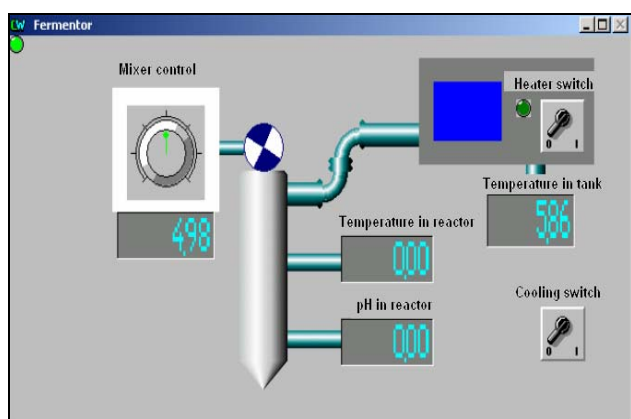 CW Fermentor
Mixer control
Heater switch
0 1
Temperature in tank
4,98
Temperature in reactor
5,86
0,00
Cooling switch
pH in reactor
0,00
0 1